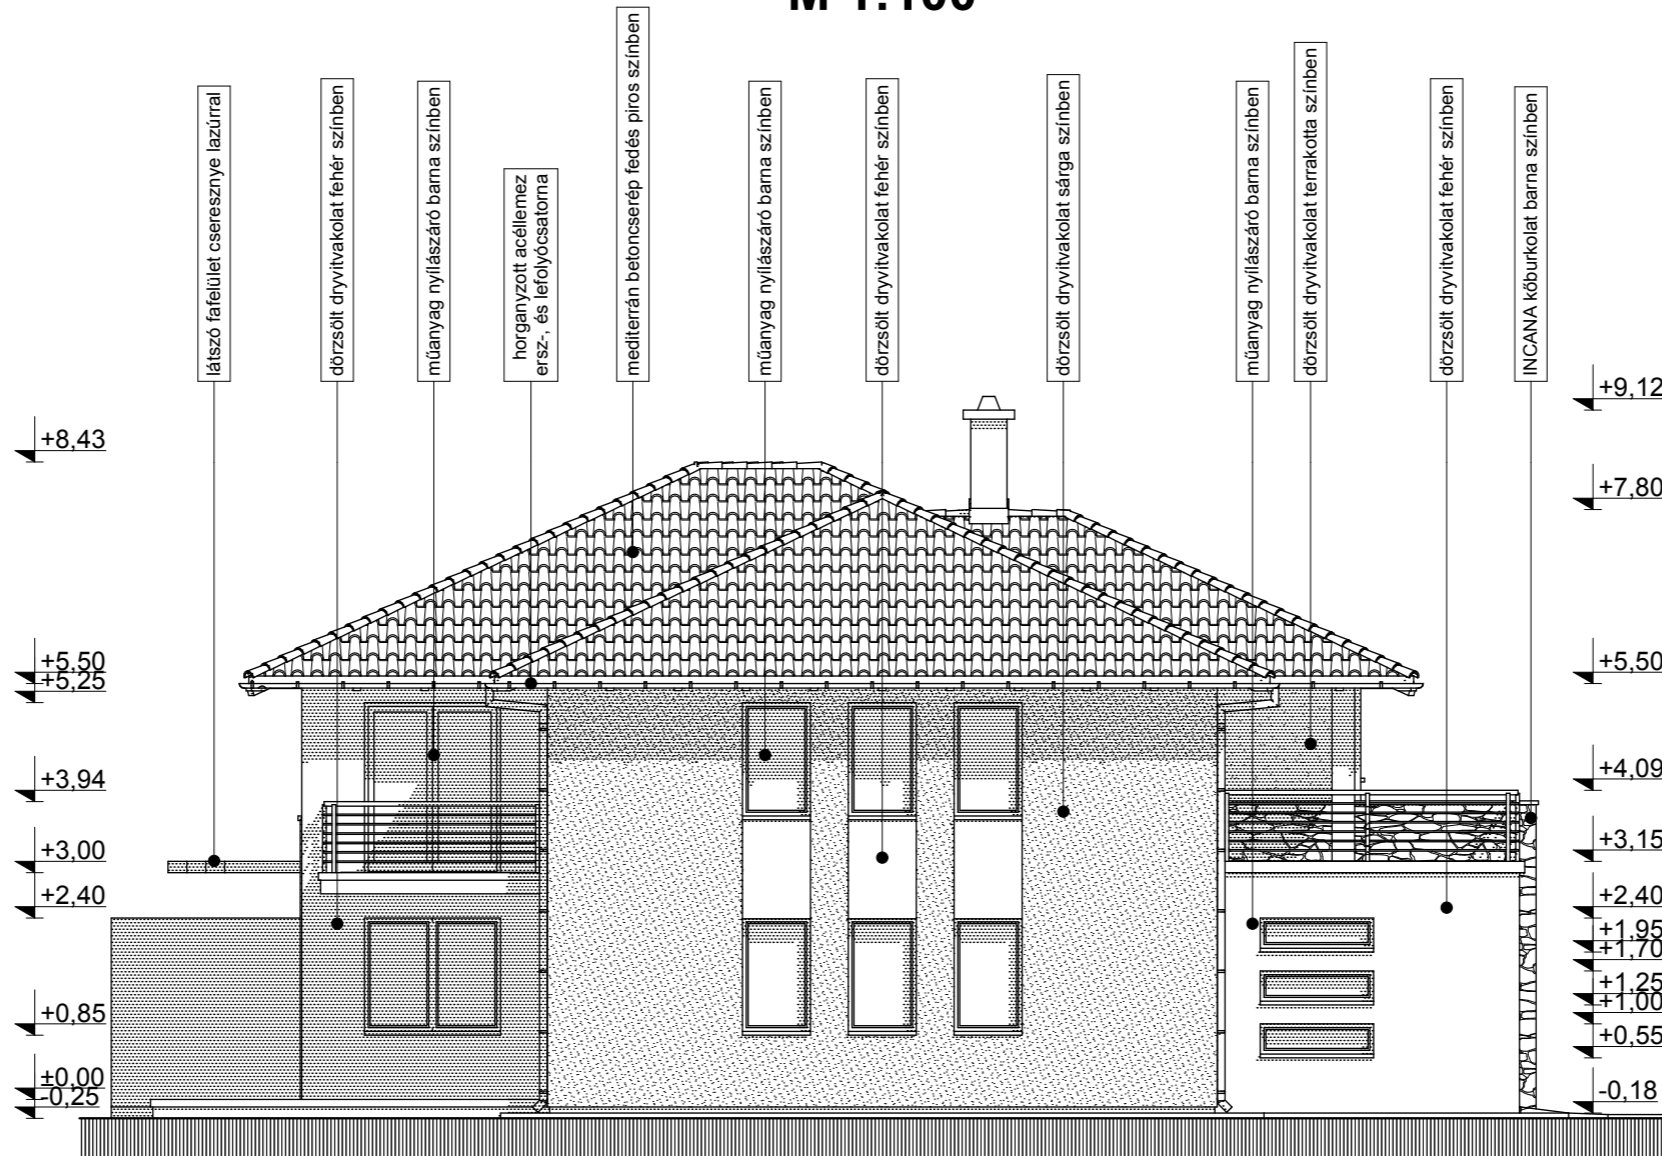 M 1:100
látszó fafelület cseresznye lazúrral
dörzsölt dryvitvakolat fehér színben
műanyag nyílászáró barna színben
horganyzott acéllemez
ersz-, és lefolyócsatorna
mediterrán betoncserép fedés piros színben
műanyag nyílászáró barna színben
dörzsölt dryvitvakolat fehér színben
dörzsölt dryvitvakolat sárga színben
műanyag nyílászáró barna színben
dörzsölt dryvitvakolat terrakotta színben
dörzsölt dryvitvakolat fehér színben
INCANA kőburkolat barna színben
+8,43
+5,50
+5,25
+3,94
+3,00
+2,40
+0,85
±0,00
-0,25
+9,12
+7,80
+5,50
+4,09
+3,15
+2,40
+1,95
+1,70
+1,25
+1,00
+0,55
-0,18